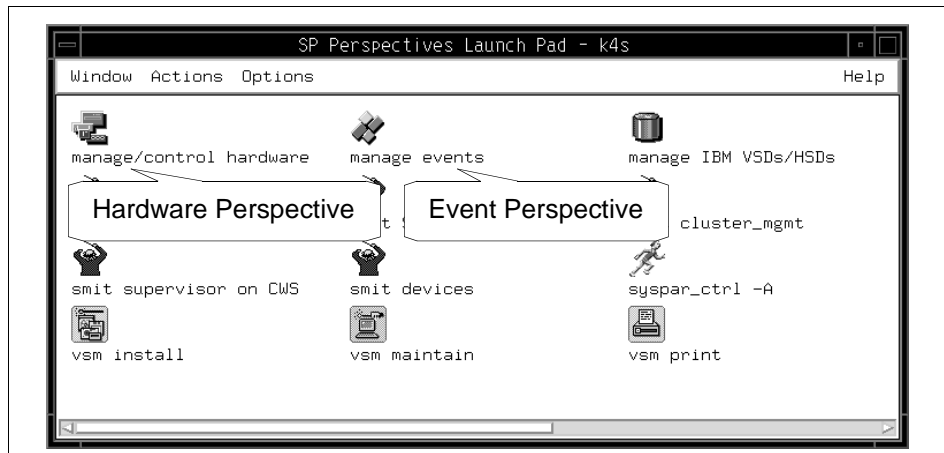 SP Perspectives Launch Pad - k4s
Window Actions Options Help
manage/control hardware manage events manage IBM VSDs/HSDs
Hardware Perspective Event Perspective
cluster_mgmt
smit supervisor on CWS smit devices syspar_ctrl -A
vsm install vsm maintain vsm print